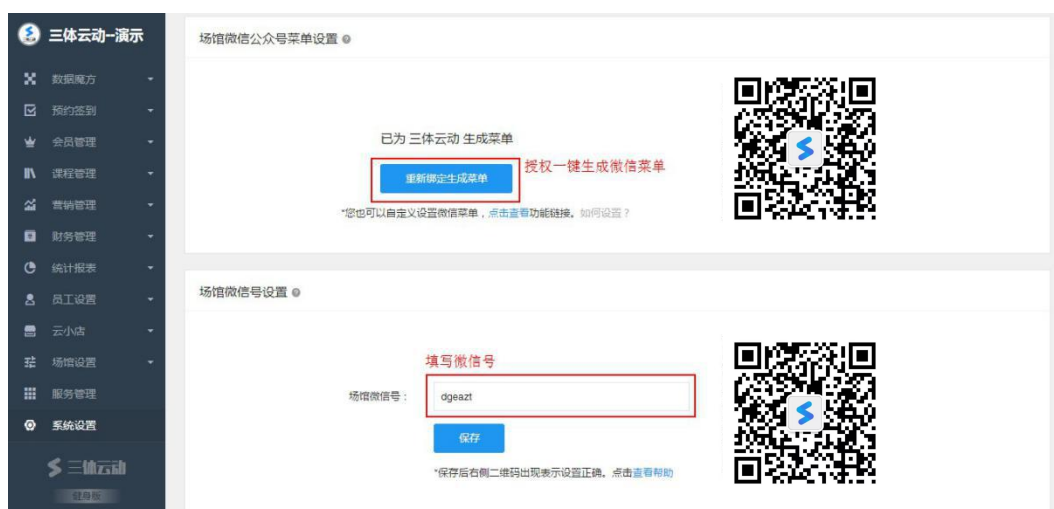 三体云动-演示
数据魔方
预约签到
会员管理
课程管理
营销管理
财务管理
统计报表
员工设置
云小店
场馆设置
服务管理
系统设置
三体云动
健身版
场馆微信公众号菜单设置
已为 三体云动 生成菜单
重新绑定生成菜单
授权一键生成微信菜单
*您也可以自定义设置微信菜单，点击查看功能链接。如何设置？
场馆微信号设置
填写微信号
场馆微信号：
dgeazt
保存
*保存后右侧二维码出现表示设置正确。点击查看帮助